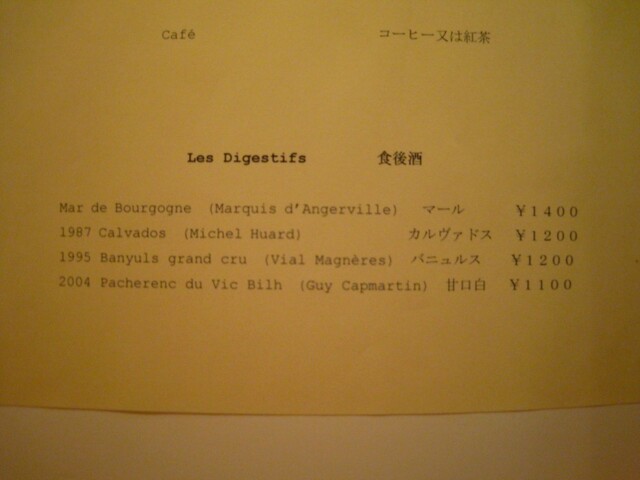 Café コーヒー又は紅茶
Les Digestifs 食後酒
Mar de Bourgogne (Marquis d'Angerville) マール ￥1400
1987 Calvados (Michel Huard) カルヴァドス ￥1200
1995 Banyuls grand cru (Vial Magnères) バニュルス ￥1200
2004 Pacherenc du Vic Bilh (Guy Capmartin) 甘口白 ￥1100